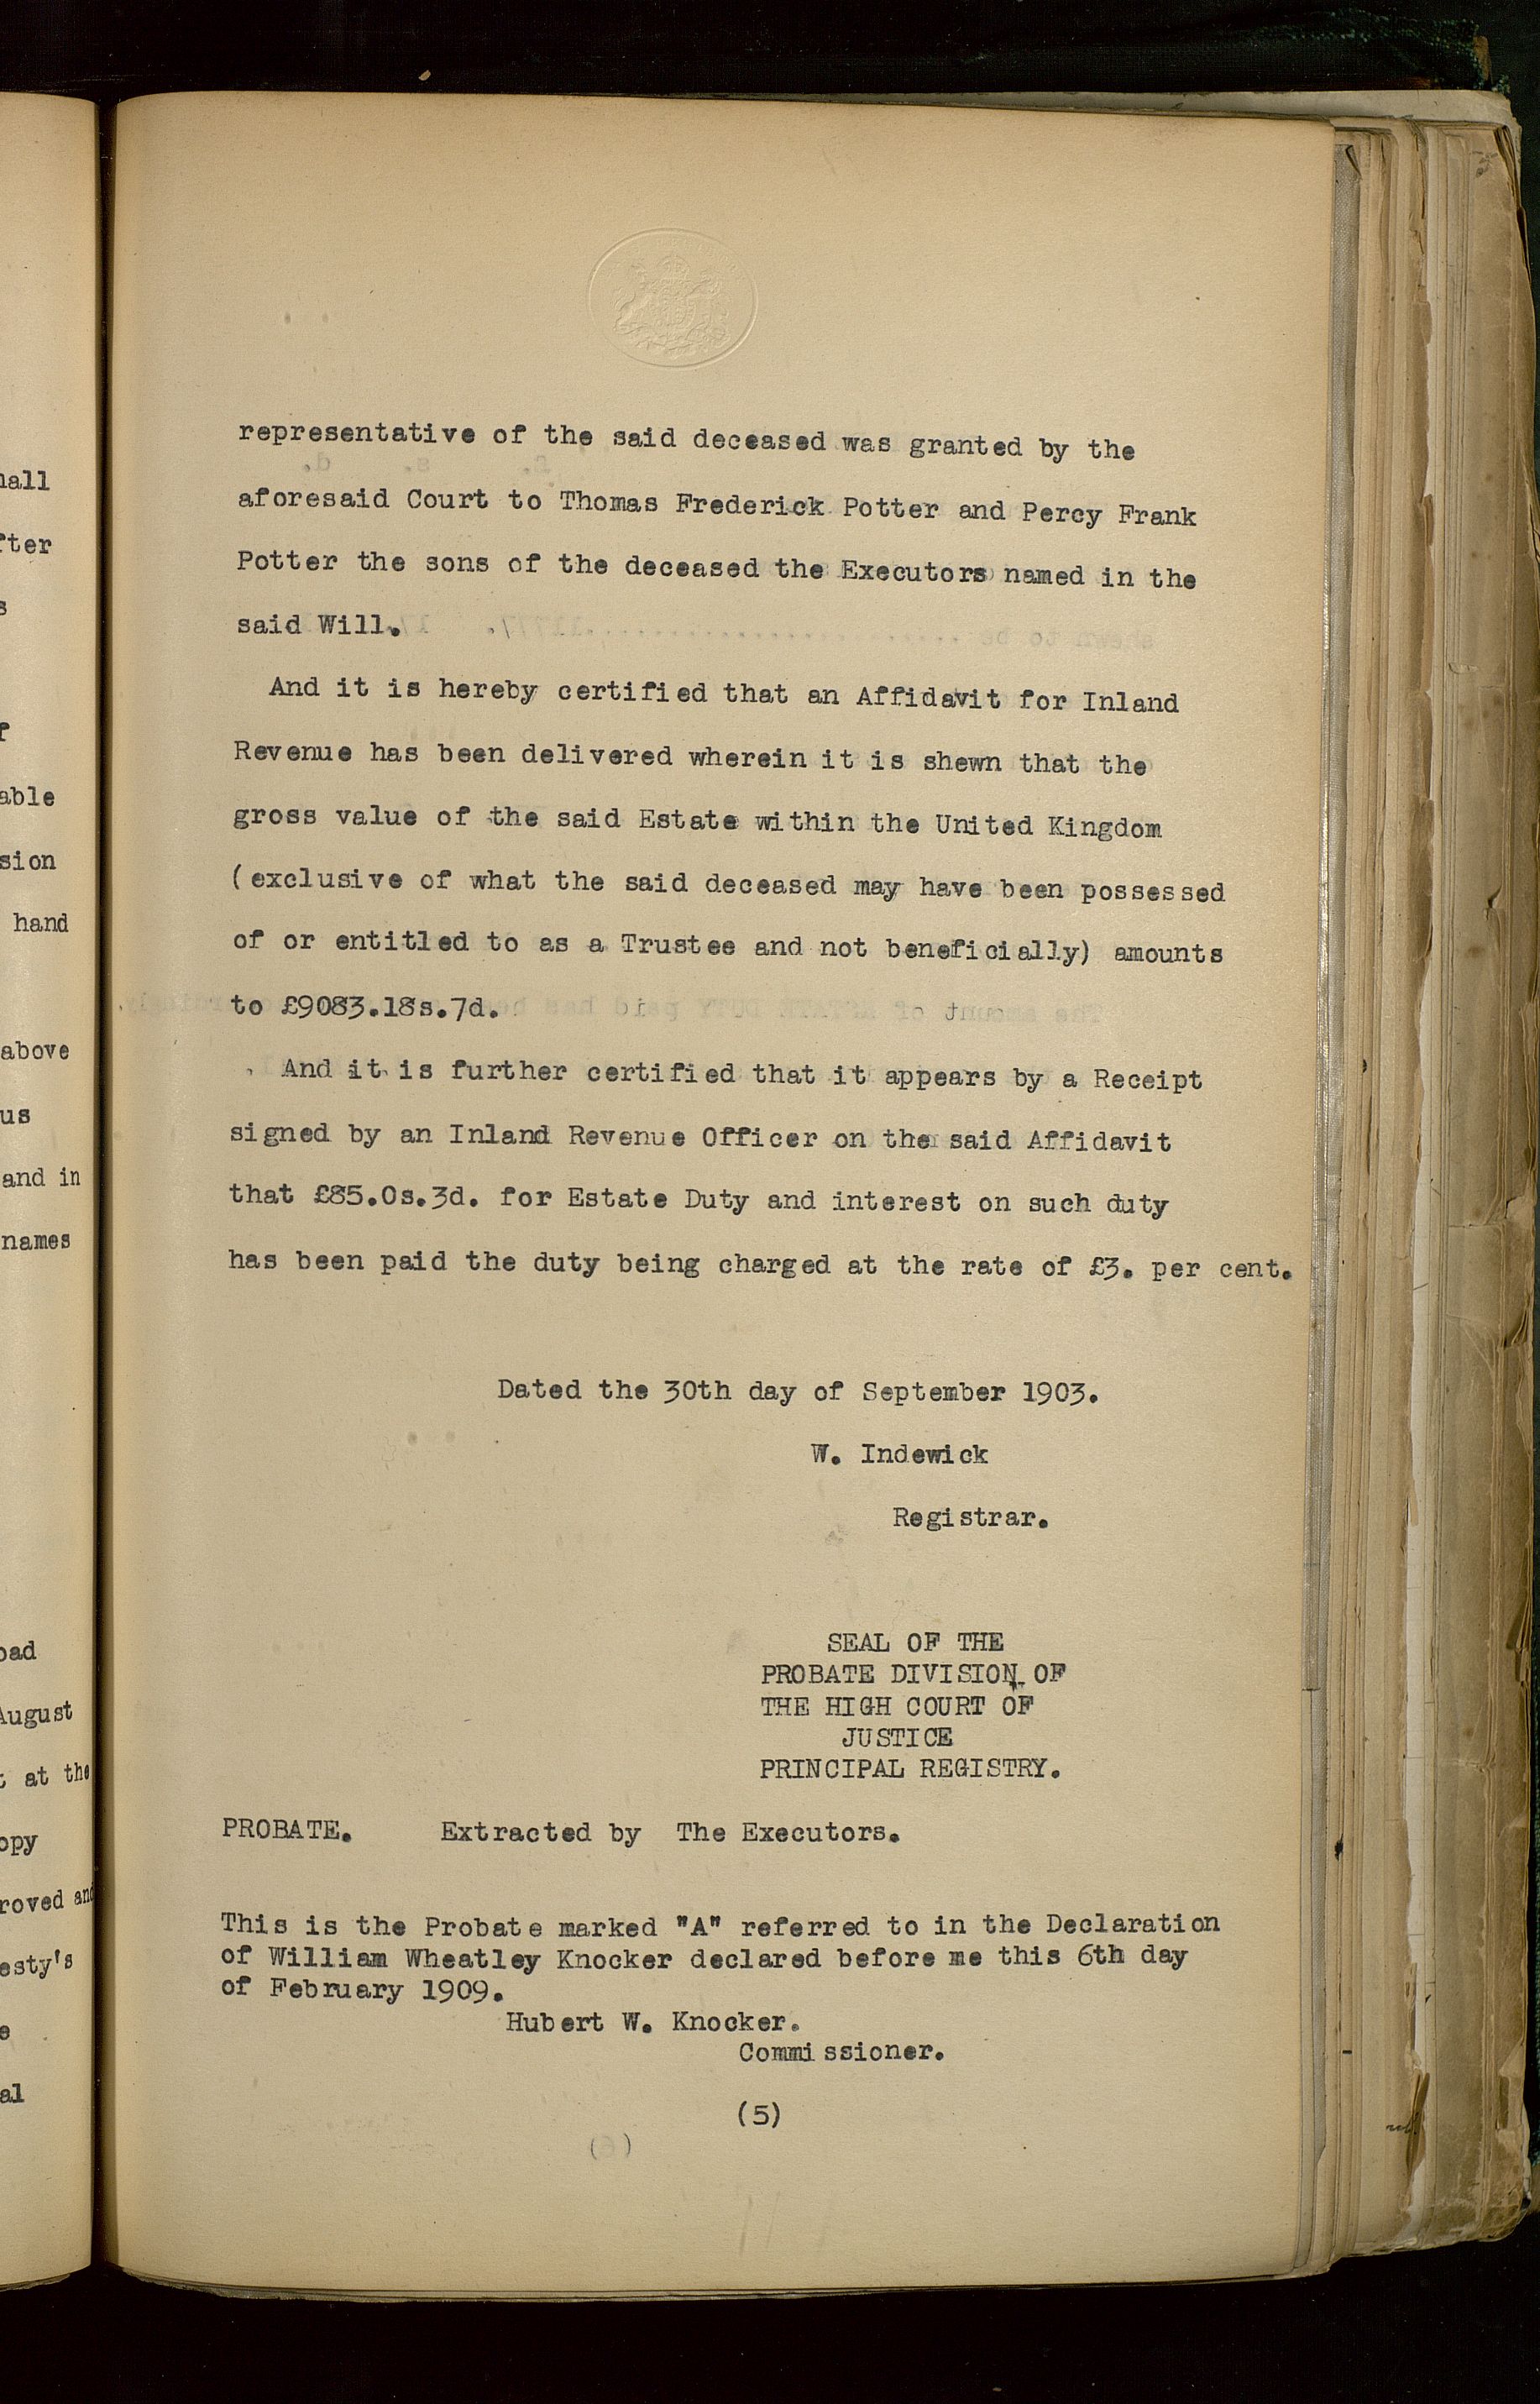 representative of the said deceased was granted by the
aforesaid Court to Thomas Frederick Potter and Percy Frank
Potter the sons of the deceased the Executors named in the
said Will.
And it is hereby certified that an Affidavit for Inland
Revenue has been delivered wherein it is shewn that the
gross value of the said Estate within the United Kingdom
(exclusive of what the said deceased may have been possessed
of or entitled to as a Trustee and not beneficially) amounts
to £9083.18s.7d.
And it is further certified that it appears by a Receipt
signed by an Inland Revenue Officer on the said Affidavit
that £85.0s.3d. for Estate Duty and interest on such duty
has been paid the duty being charged at the rate of £3. per cent.
Dated the 30th day of September 1903.
W. Indewick
Registrar.
SEAL OF THE
PROBATE DIVISION OF
THE HIGH COURT OF
JUSTICE
PRINCIPAL REGISTRY.
PROBATE. Extracted by The Executors.
This is the Probate marked "A" referred to in the Declaration
of William Wheatley Knocker declared before me this 6th day
of February 1909.
Hubert W. Knocker.
Commissioner.
(5)
hand
above
us
and in
names
August
at the